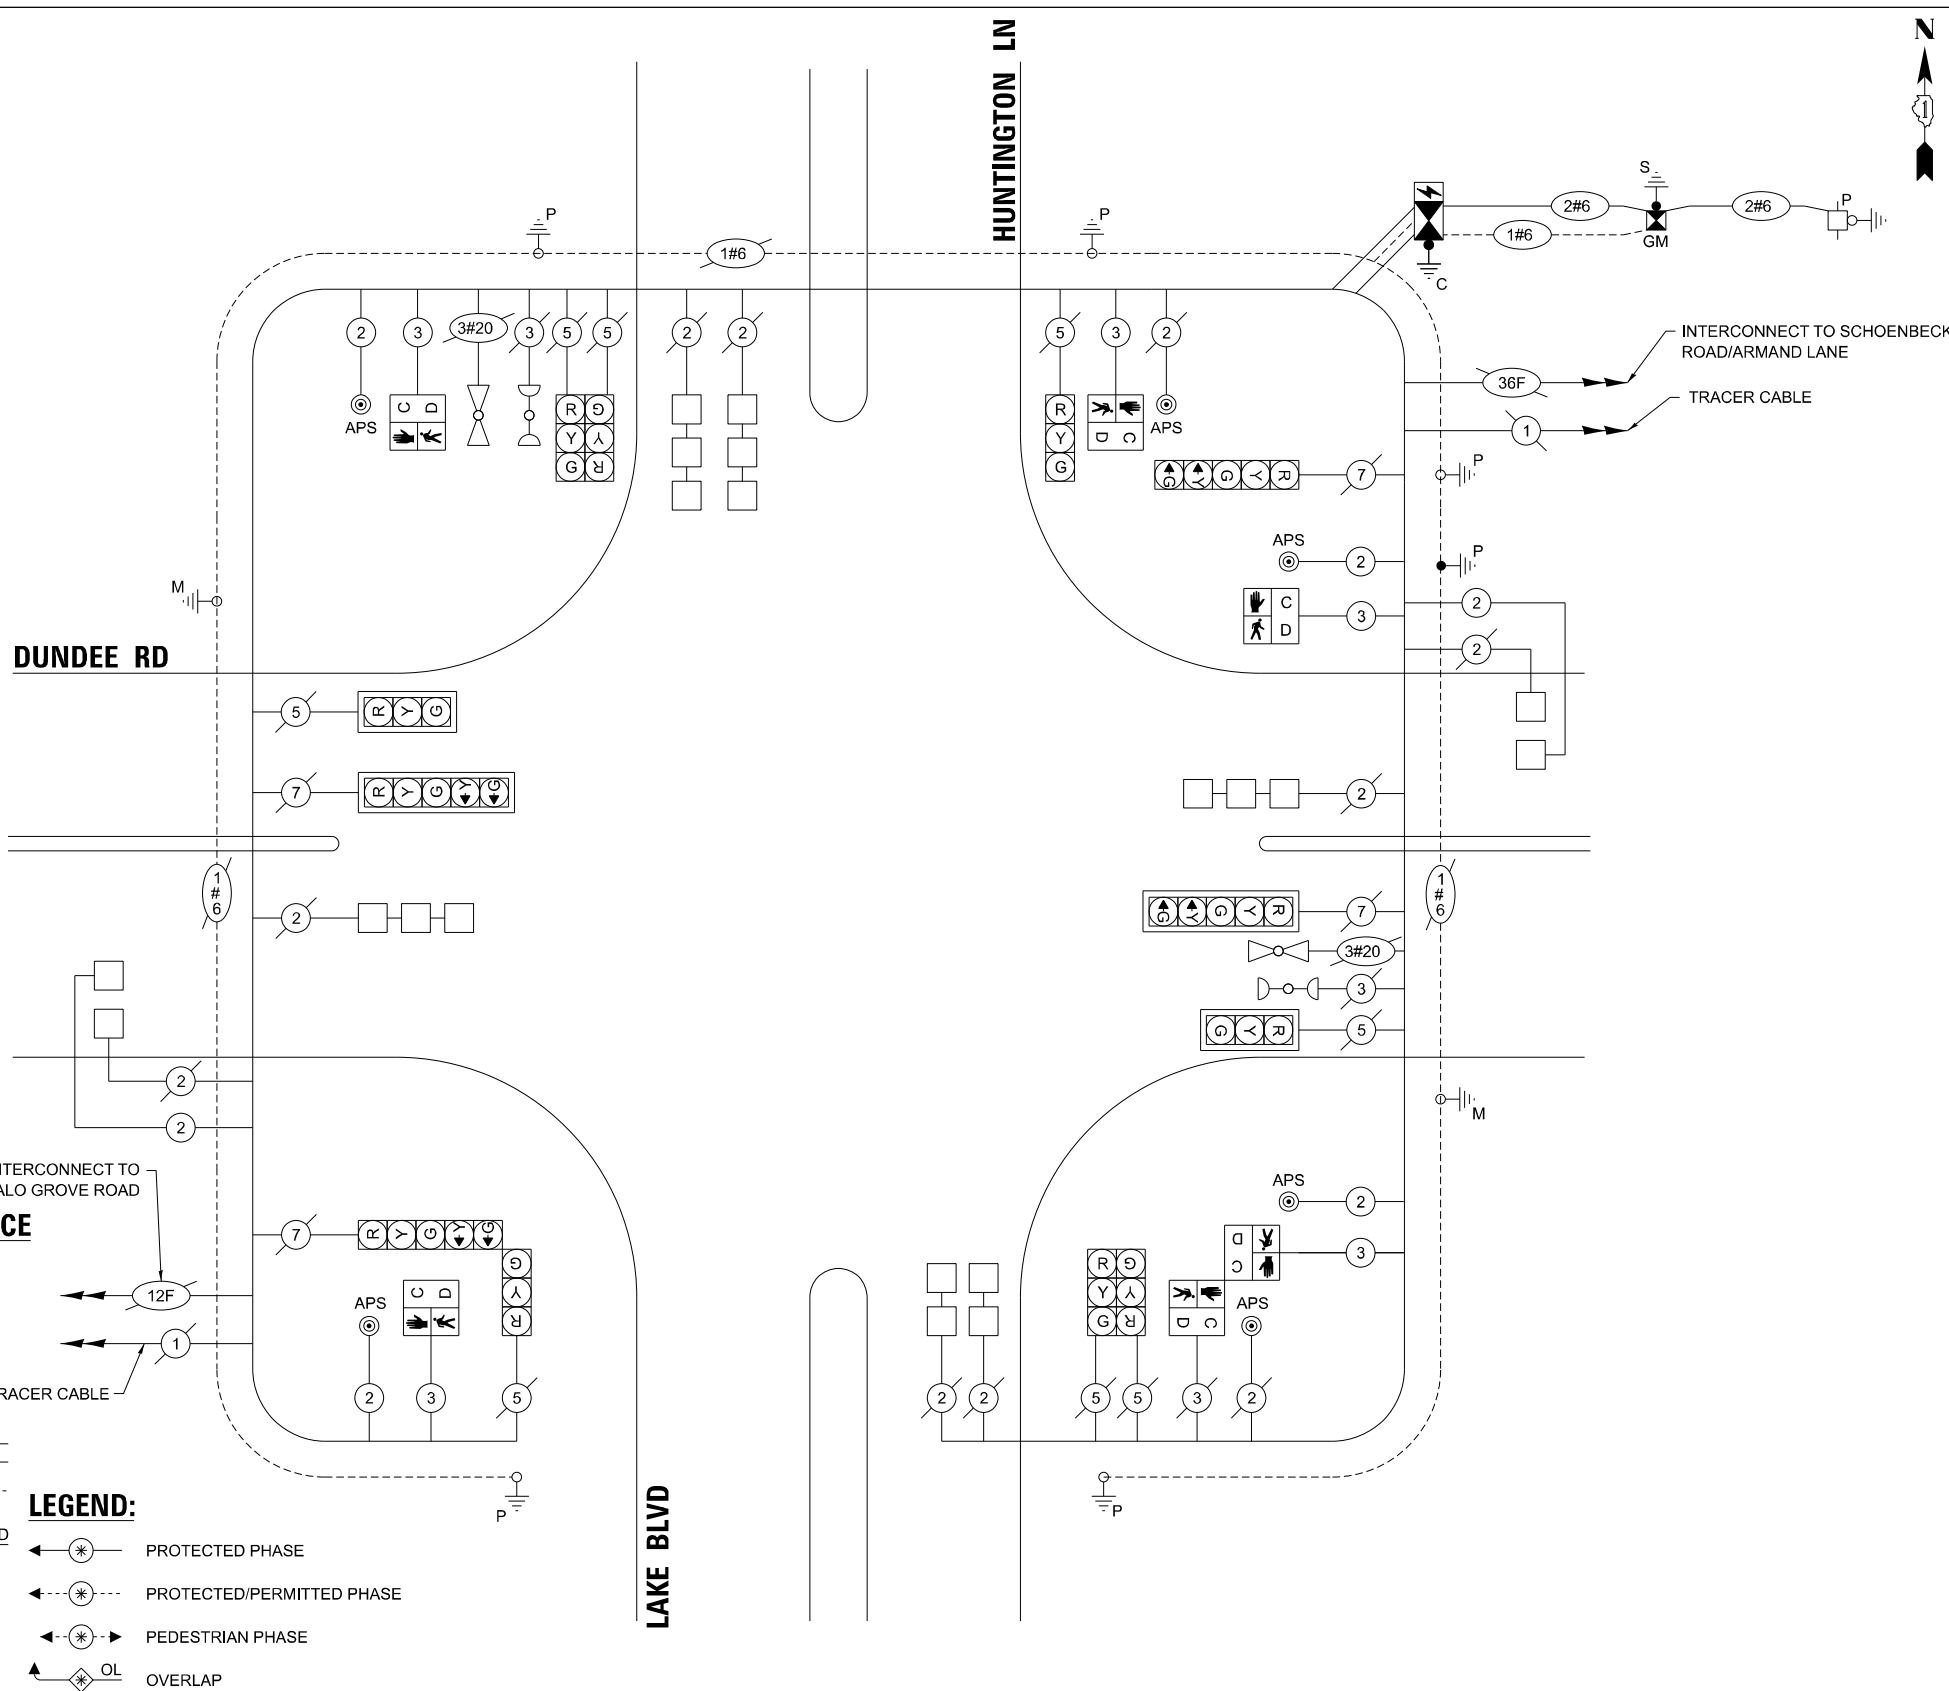 N
1
HUNTINGTON LN
S
P
2#6
2#6
1#6
GM
C
P
P
1#6
2
3
3#20
3
5
5
2
2
5
3
2
INTERCONNECT TO SCHOENBECK
ROAD/ARMAND LANE
36F
TRACER CABLE
1
APS
C D
R Y G
G Y R
R Y G
D C
APS
G Y G Y R
7
P
APS
2
P
C
D
3
2
2
M
DUNDEE RD
5
R Y G
7
R Y G Y G
2
1#6
2
G Y G Y R
7
1#6
3#20
3
G Y R
5
2
2
2
M
NTERCONNECT TO
ALO GROVE ROAD
CE
7
R Y G Y G
G Y R
12F
1
RACER CABLE
APS
C D
2
3
5
P
APS
2
D
C
3
R Y G
G Y R
D C
APS
2
2
5
5
3
2
P
LAKE BLVD
D
LEGEND:
PROTECTED PHASE
PROTECTED/PERMITTED PHASE
PEDESTRIAN PHASE
OL
OVERLAP